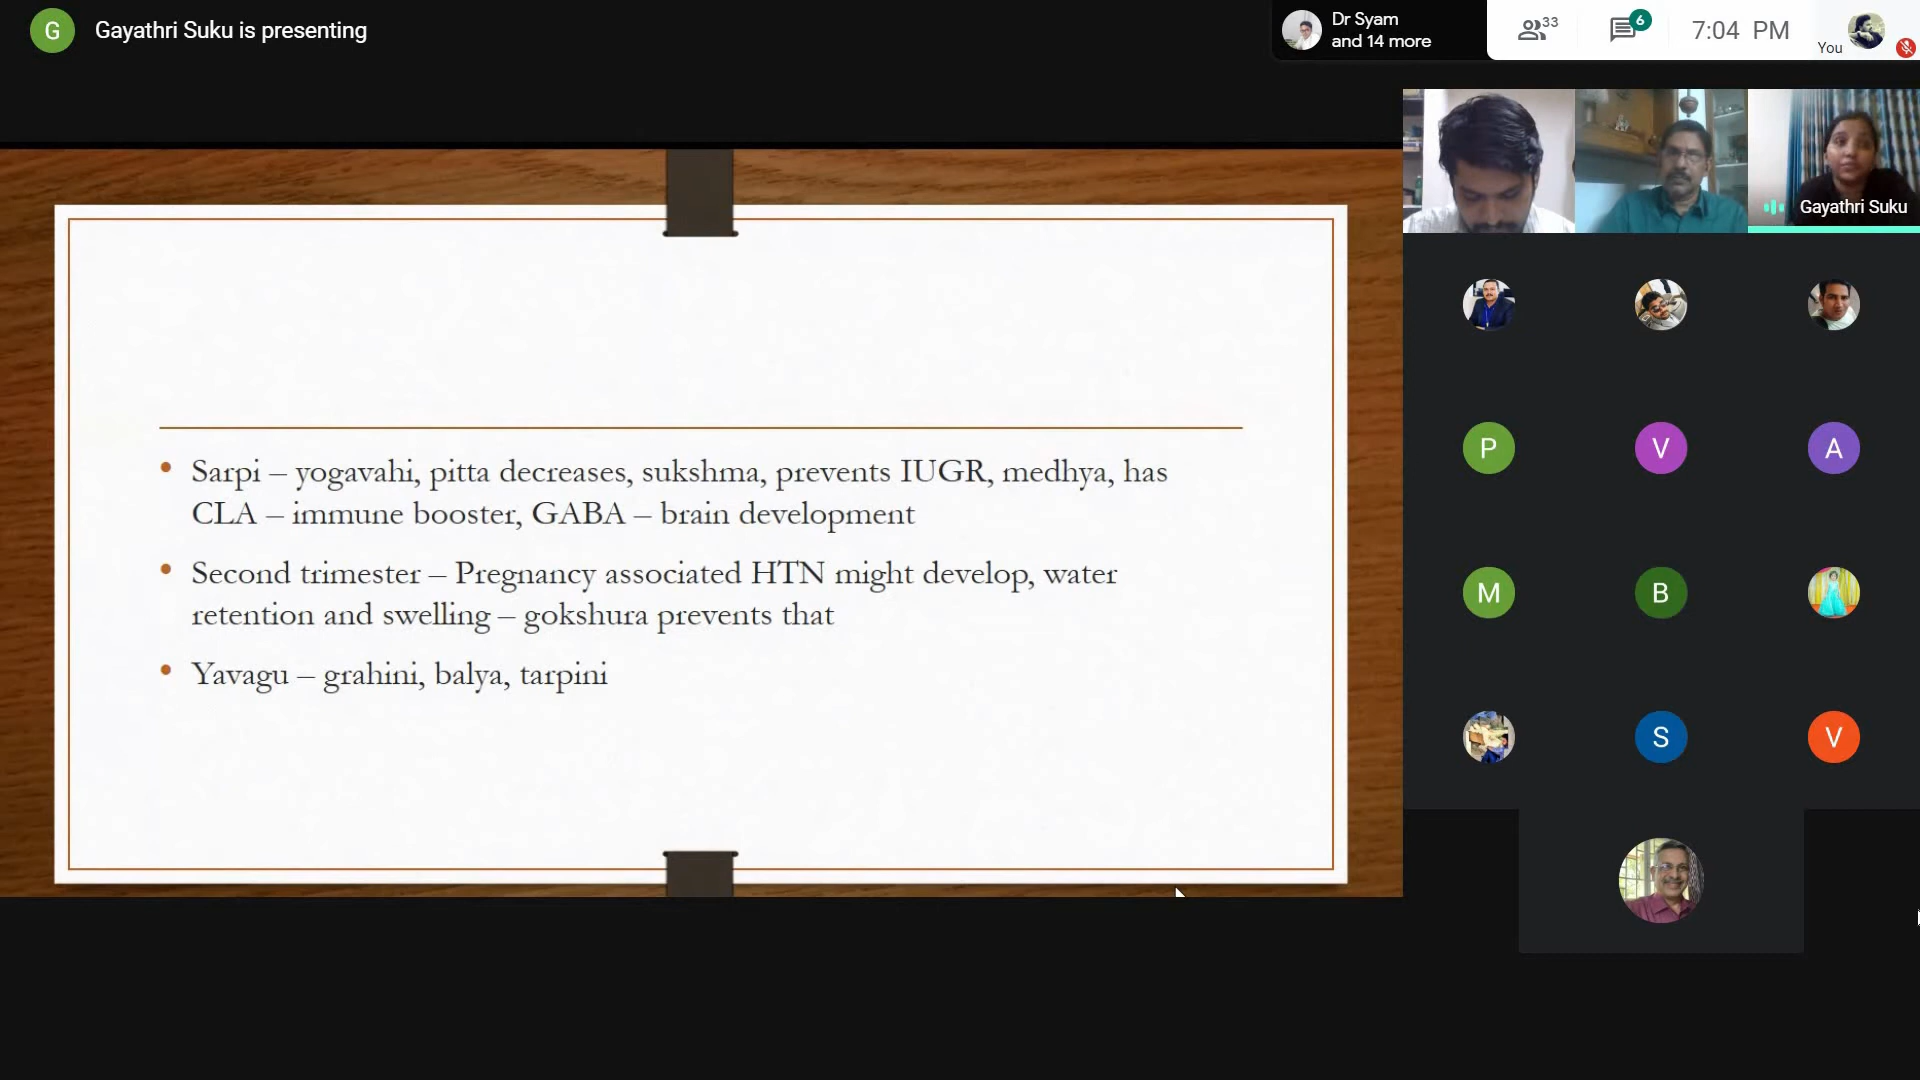 G
Gayathri Suku is presenting
Dr Syam
and 14 more
33
6
7:04 PM
You
Gayathri Suku
• Sarpi – yogavahi, pitta decreases, sukshma, prevents IUGR, medhya, has
CLA – immune booster, GABA – brain development
• Second trimester – Pregnancy associated HTN might develop, water
retention and swelling – gokshura prevents that
• Yavagu – grahini, balya, tarpini
P
V
A
M
B
S
V